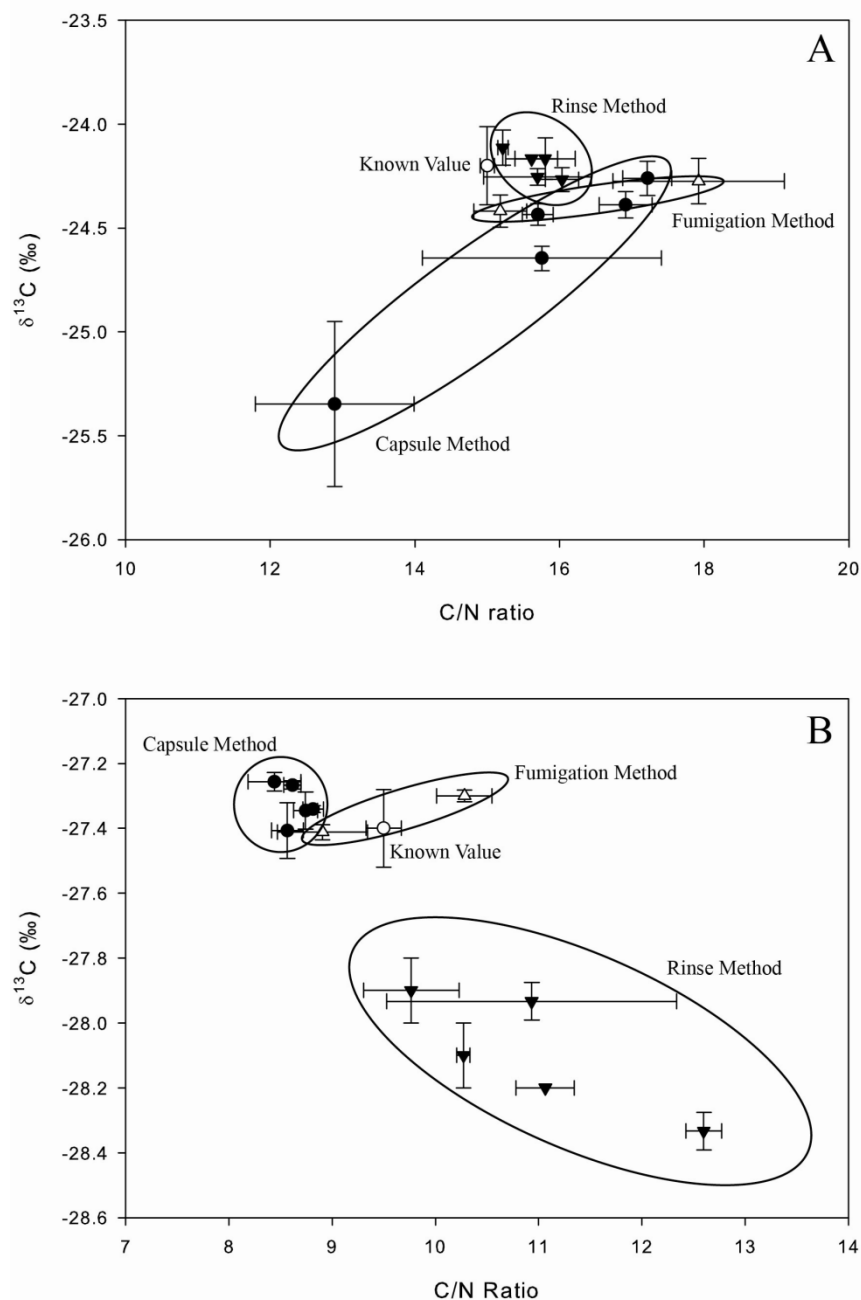 A
-23.5
-24.0
-24.5
-25.0
-25.5
-26.0
δ13C (‰)
Rinse Method
Known Value
Fumigation Method
Capsule Method
10 12 14 16 18 20
C/N ratio
B
-27.0
-27.2
-27.4
-27.6
-27.8
-28.0
-28.2
-28.4
-28.6
δ13C (‰)
Capsule Method
Fumigation Method
Known Value
Rinse Method
7 8 9 10 11 12 13 14
C/N Ratio